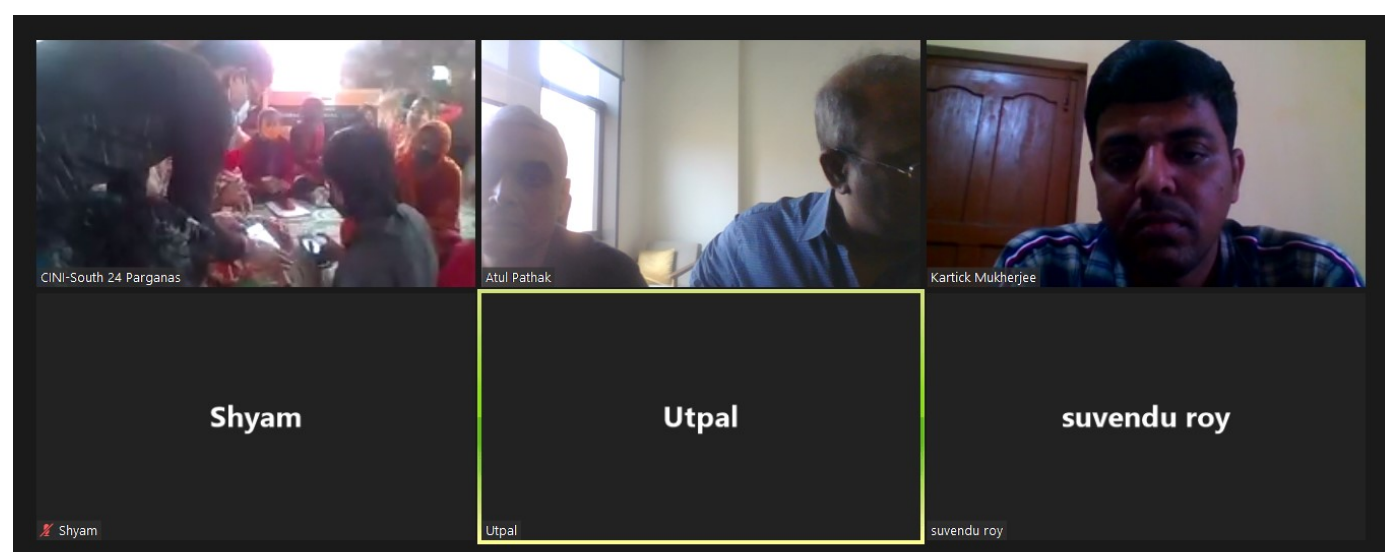 CINI-South 24 Parganas
Atul Pathak
Kartick Mukherjee
Shyam
Utpal
suvendu roy
Shyam
Utpal
suvendu roy